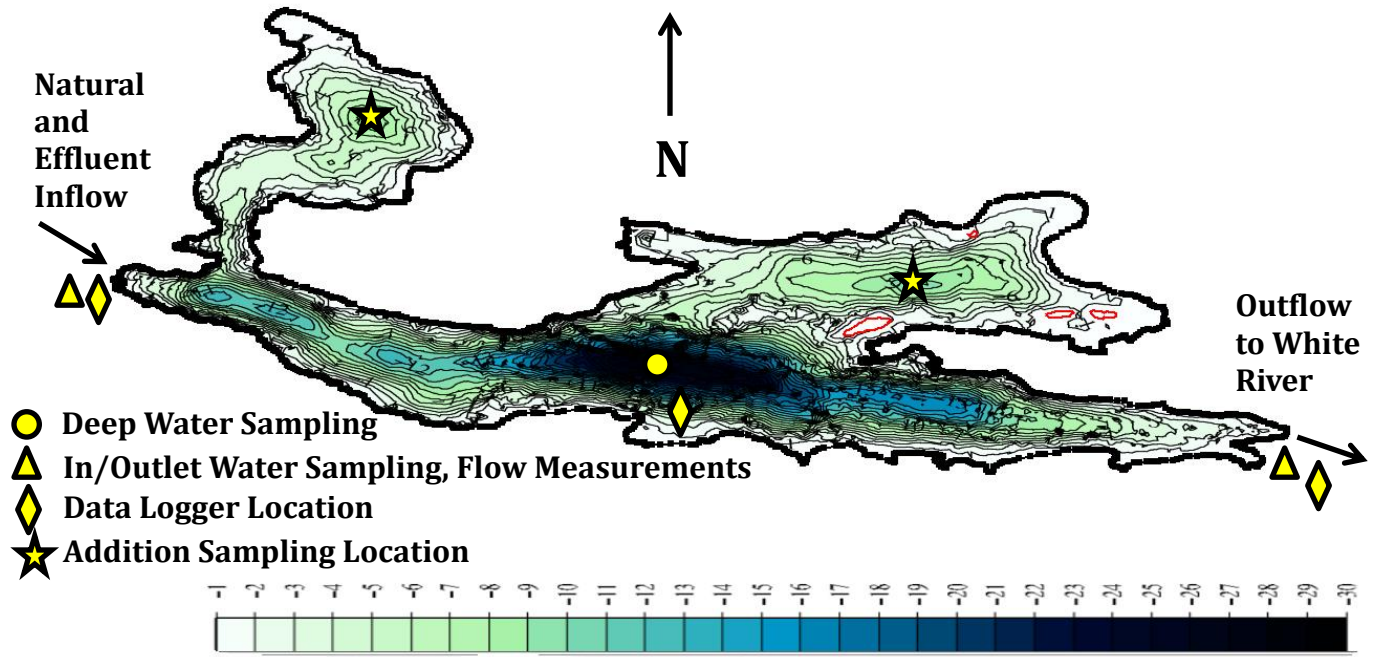 Natural
and
Effluent
Inflow
N
Outflow
to White
River
Deep Water Sampling
In/Outlet Water Sampling, Flow Measurements
Data Logger Location
Addition Sampling Location
-1 -2 -3 -4 -5 -6 -7 -8 -9 -10 -11 -12 -13 -14 -15 -16 -17 -18 -19 -20 -21 -22 -23 -24 -25 -26 -27 -28 -29 -30